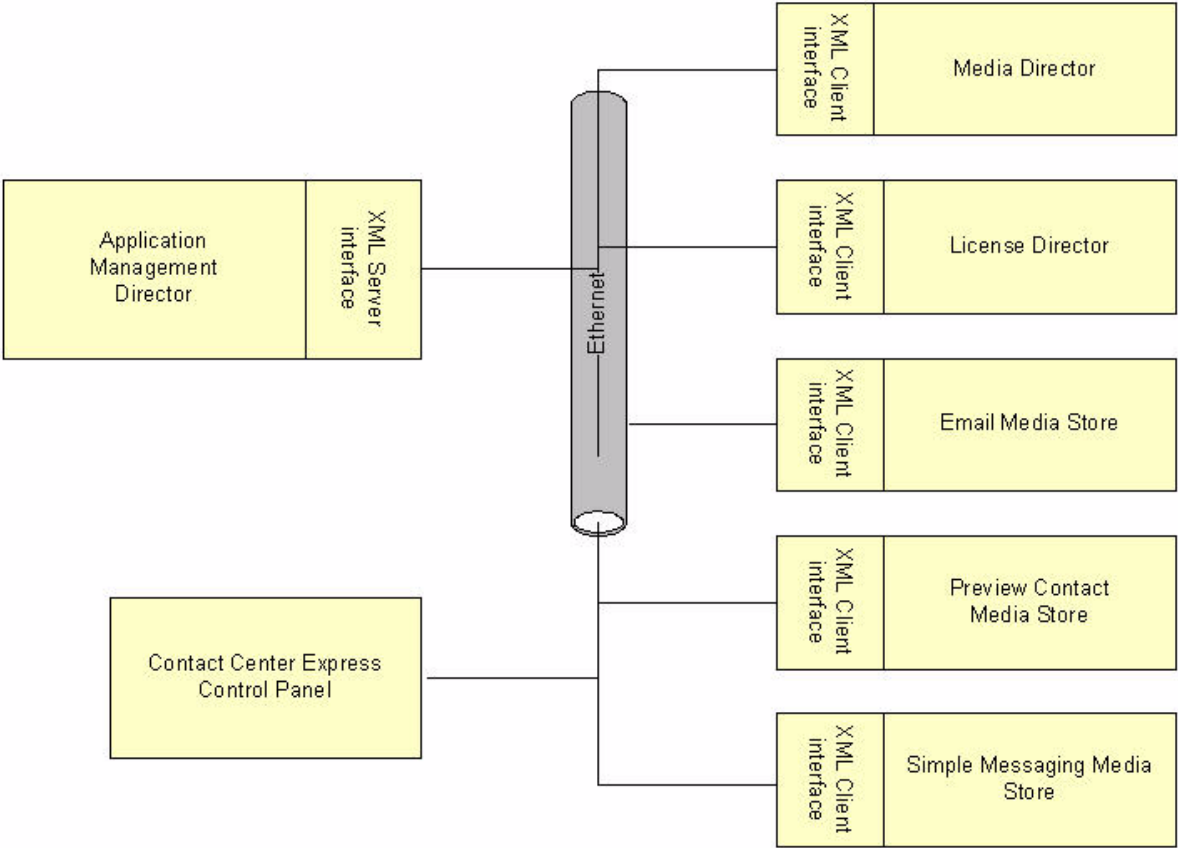 XML Client
interface
Media Director
Application
Management
Director
XML Server
interface
Ethernet
XML Client
interface
License Director
XML Client
interface
Email Media Store
XML Client
interface
Preview Contact
Media Store
Contact Center Express
Control Panel
XML Client
interface
Simple Messaging Media
Store